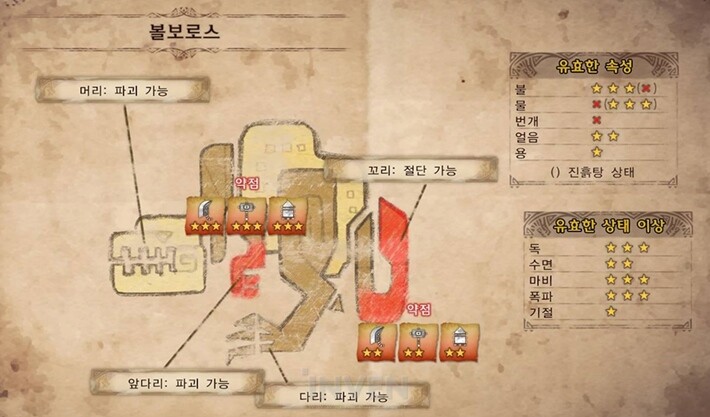 볼보로스
머리: 파괴 가능
유효한 속성
불 ★★★(✖)
물 ✖(★★★)
번개 ✖
얼음 ★★
용 ★
() 진흙탕 상태
꼬리: 절단 가능
약점
★★★ ★★★ ★★★
유효한 상태 이상
독 ★★★
수면 ★★
마비 ★★★
폭파 ★★★
기절 ★
약점
★★ ★★ ★★
앞다리: 파괴 가능
다리: 파괴 가능
INVEN